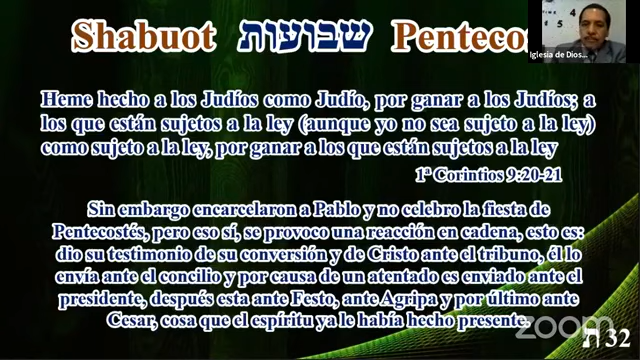 Shabuot שבועות Pentecos
4
5
Iglesia de Dios...
Heme hecho a los Judíos como Judío, por ganar a los Judíos; a
los que están sujetos a la ley (aunque yo no sea sujeto a la ley)
como sujeto a la ley, por ganar a los que están sujetos a la ley
1ª Corintios 9:20-21
Sin embargo encarcelaron a Pablo y no celebro la fiesta de
Pentecostés, pero eso sí, se provoco una reacción en cadena, esto es:
dio su testimonio de su conversión y de Cristo ante el tribuno, él lo
envía ante el concilio y por causa de un atentado es enviado ante el
presidente, después esta ante Festo, ante Agripa y por último ante
Cesar, cosa que el espíritu ya le había hecho presente.
zoom
ת 32